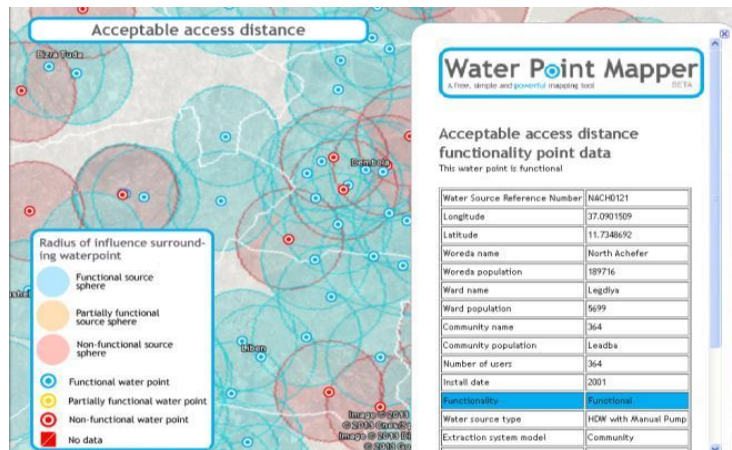 Acceptable access distance
Bizra Tuda
Dembola
Liben
Radius of influence surround-
ing waterpoint
Functional source
sphere
Partially functional
source sphere
Non-functional source
sphere
Functional water point
Partially functional water point
Non-functional water point
No data
Image © 2013
Image © 2013
Water Point Mapper
A free, simple and powerful mapping tool
BETA
Acceptable access distance
functionality point data
This water point is functional
Water Source Reference Number NACH0121
Longitude 37.0901509
Latitude 11.7348692
Woreda name North Achefer
Woreda population 189716
Ward name Legdiya
Ward population 5699
Community name 364
Community population Leadba
Number of users 364
Install date 2001
Functionality Functional
Water source type HDW with Manual Pump
Extraction system model Community